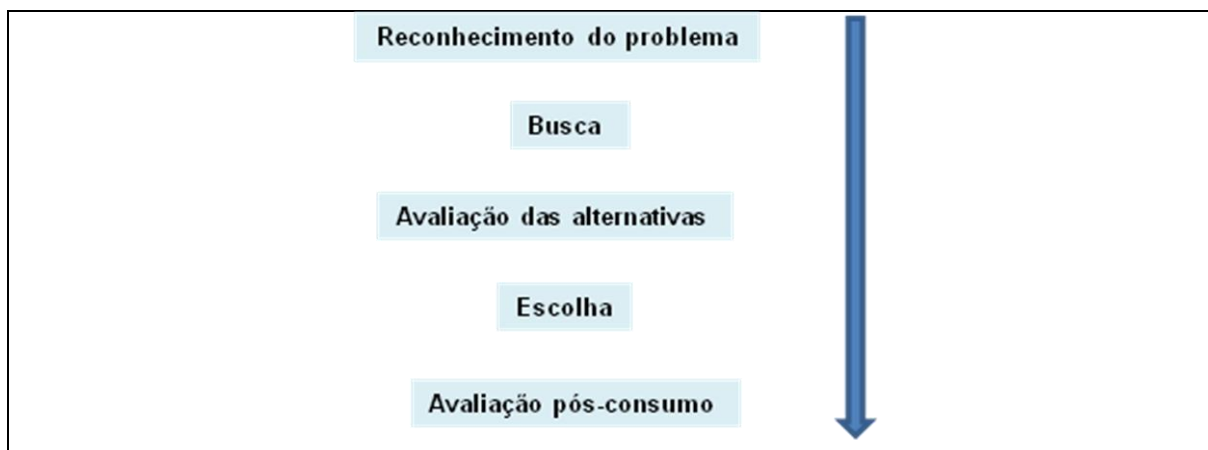 Reconhecimento do problema
Busca
Avaliação das alternativas
Escolha
Avaliação pós-consumo